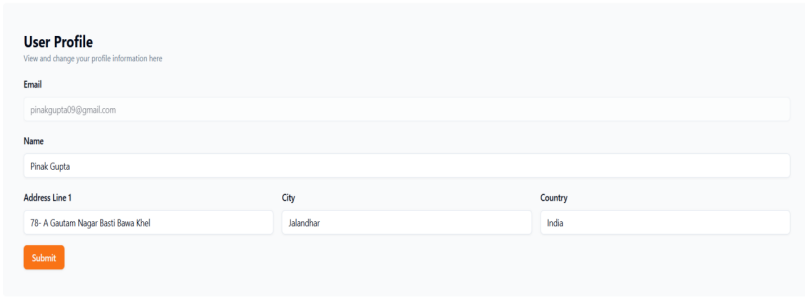 User Profile
View and change your profile information here
Email
pinakgupta09@gmail.com
Name
Pinak Gupta
Address Line 1 City Country
78- A Gautam Nagar Basti Bawa Khel Jalandhar India
Submit